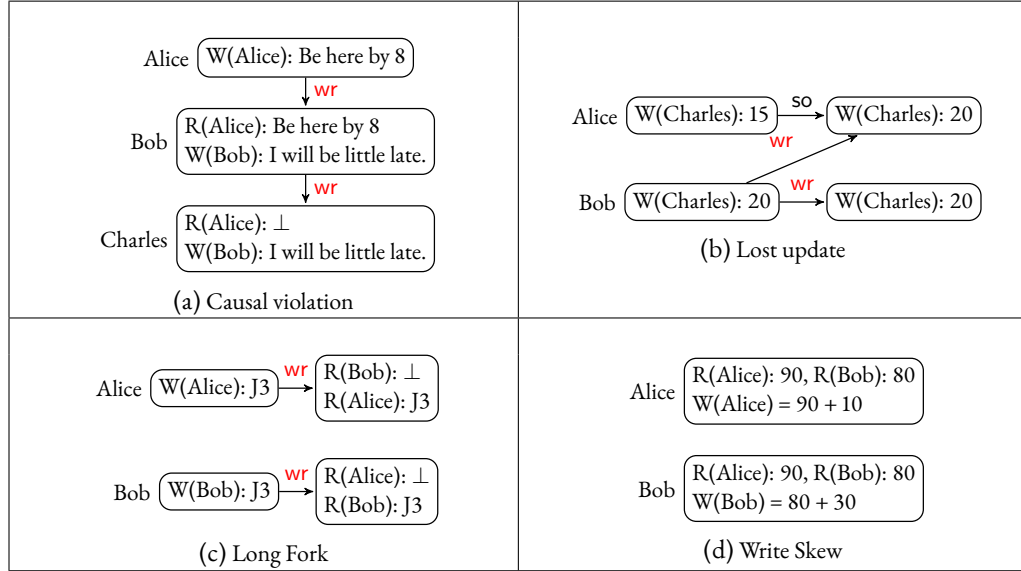 Alice W(Alice): Be here by 8
wr
Bob R(Alice): Be here by 8
W(Bob): I will be little late.
wr
Charles R(Alice): ⊥
W(Bob): I will be little late.
(a) Causal violation
Alice W(Charles): 15 so W(Charles): 20
wr
Bob W(Charles): 20 wr W(Charles): 20
(b) Lost update
Alice W(Alice): J3 wr R(Bob): ⊥
R(Alice): J3
Bob W(Bob): J3 wr R(Alice): ⊥
R(Bob): J3
(c) Long Fork
Alice R(Alice): 90, R(Bob): 80
W(Alice) = 90 + 10
Bob R(Alice): 90, R(Bob): 80
W(Bob) = 80 + 30
(d) Write Skew